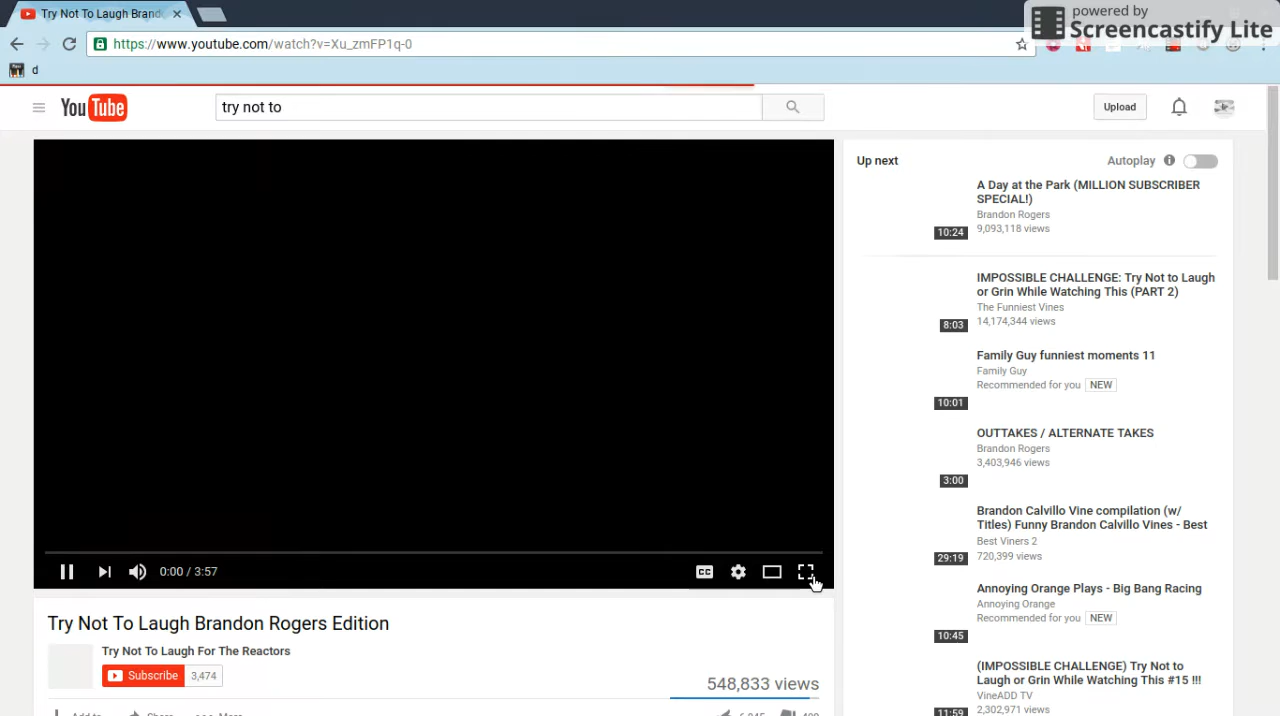 Try Not To Laugh Brand
powered by
Screencastify Lite
https://www.youtube.com/watch?v=Xu_zmFP1q-0
d
YouTube
try not to
Upload
Up next
Autoplay
A Day at the Park (MILLION SUBSCRIBER
SPECIAL!)
Brandon Rogers
9,093,118 views
10:24
IMPOSSIBLE CHALLENGE: Try Not to Laugh
or Grin While Watching This (PART 2)
The Funniest Vines
14,174,344 views
8:03
Family Guy funniest moments 11
Family Guy
Recommended for you NEW
10:01
OUTTAKES / ALTERNATE TAKES
Brandon Rogers
3,403,946 views
3:00
Brandon Calvillo Vine compilation (w/
Titles) Funny Brandon Calvillo Vines - Best
Best Viners 2
720,399 views
29:19
Annoying Orange Plays - Big Bang Racing
Annoying Orange
Recommended for you NEW
10:45
(IMPOSSIBLE CHALLENGE) Try Not to
Laugh or Grin While Watching This #15 !!!
VineADD TV
2,302,971 views
11:59
0:00 / 3:57
CC
Try Not To Laugh Brandon Rogers Edition
Try Not To Laugh For The Reactors
Subscribe 3,474
548,833 views
Add to Share More